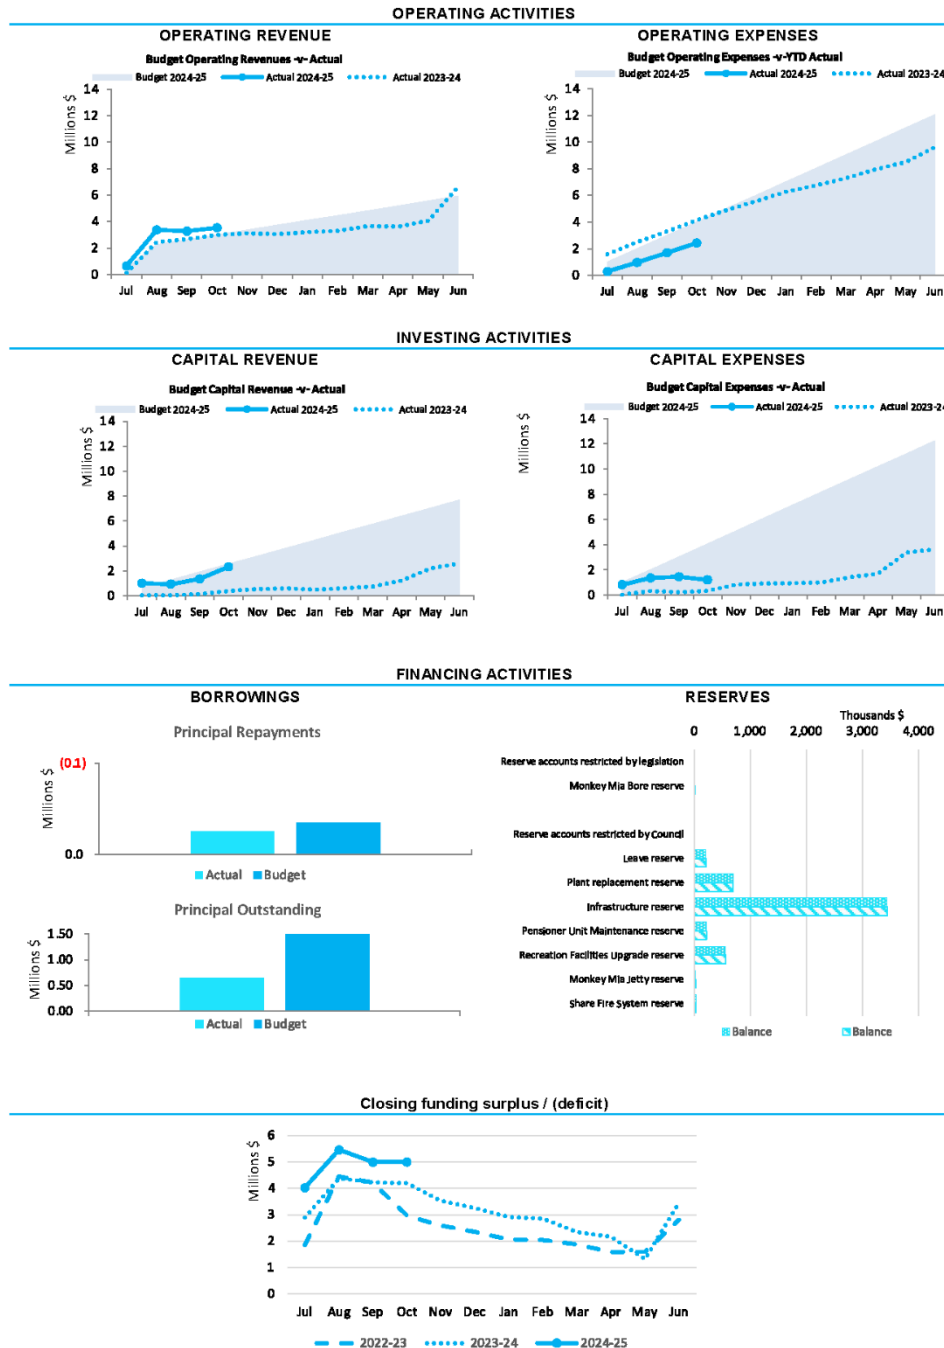 OPERATING ACTIVITIES
OPERATING REVENUE
Budget Operating Revenues -v- Actual
Budget 2024-25 Actual 2024-25 Actual 2023-24
Millions $
14
12
10
8
6
4
2
0
Jul Aug Sep Oct Nov Dec Jan Feb Mar Apr May Jun
OPERATING EXPENSES
Budget Operating Expenses -v-YTD Actual
Budget 2024-25 Actual 2024-25 Actual 2023-24
Millions $
14
12
10
8
6
4
2
0
Jul Aug Sep Oct Nov Dec Jan Feb Mar Apr May Jun
INVESTING ACTIVITIES
CAPITAL REVENUE
Budget Capital Revenue -v- Actual
Budget 2024-25 Actual 2024-25 Actual 2023-24
Millions $
14
12
10
8
6
4
2
0
Jul Aug Sep Oct Nov Dec Jan Feb Mar Apr May Jun
CAPITAL EXPENSES
Budget Capital Expenses -v- Actual
Budget 2024-25 Actual 2024-25 Actual 2023-24
Millions $
14
12
10
8
6
4
2
0
Jul Aug Sep Oct Nov Dec Jan Feb Mar Apr May Jun
FINANCING ACTIVITIES
BORROWINGS
Principal Repayments
Millions $
(0.1)
0.0
Actual Budget
Principal Outstanding
Millions $
1.50
1.00
0.50
0.00
Actual Budget
RESERVES
Thousands $
0 1,000 2,000 3,000 4,000
Reserve accounts restricted by legislation
Monkey Mia Bore reserve
Reserve accounts restricted by Council
Leave reserve
Plant replacement reserve
Infrastructure reserve
Pensioner Unit Maintenance reserve
Recreation Facilities Upgrade reserve
Monkey Mia Jetty reserve
Share Fire System reserve
Balance Balance
Closing funding surplus / (deficit)
Millions $
6
5
4
3
2
1
0
Jul Aug Sep Oct Nov Dec Jan Feb Mar Apr May Jun
2022-23 2023-24 2024-25